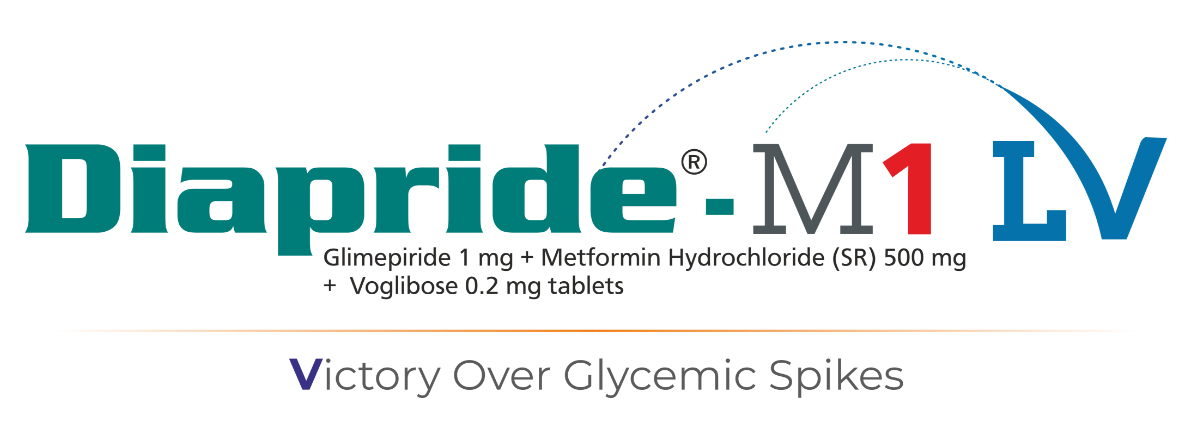 Diapride®-M1 LV
Glimepiride 1 mg + Metformin Hydrochloride (SR) 500 mg
+ Voglibose 0.2 mg tablets
Victory Over Glycemic Spikes